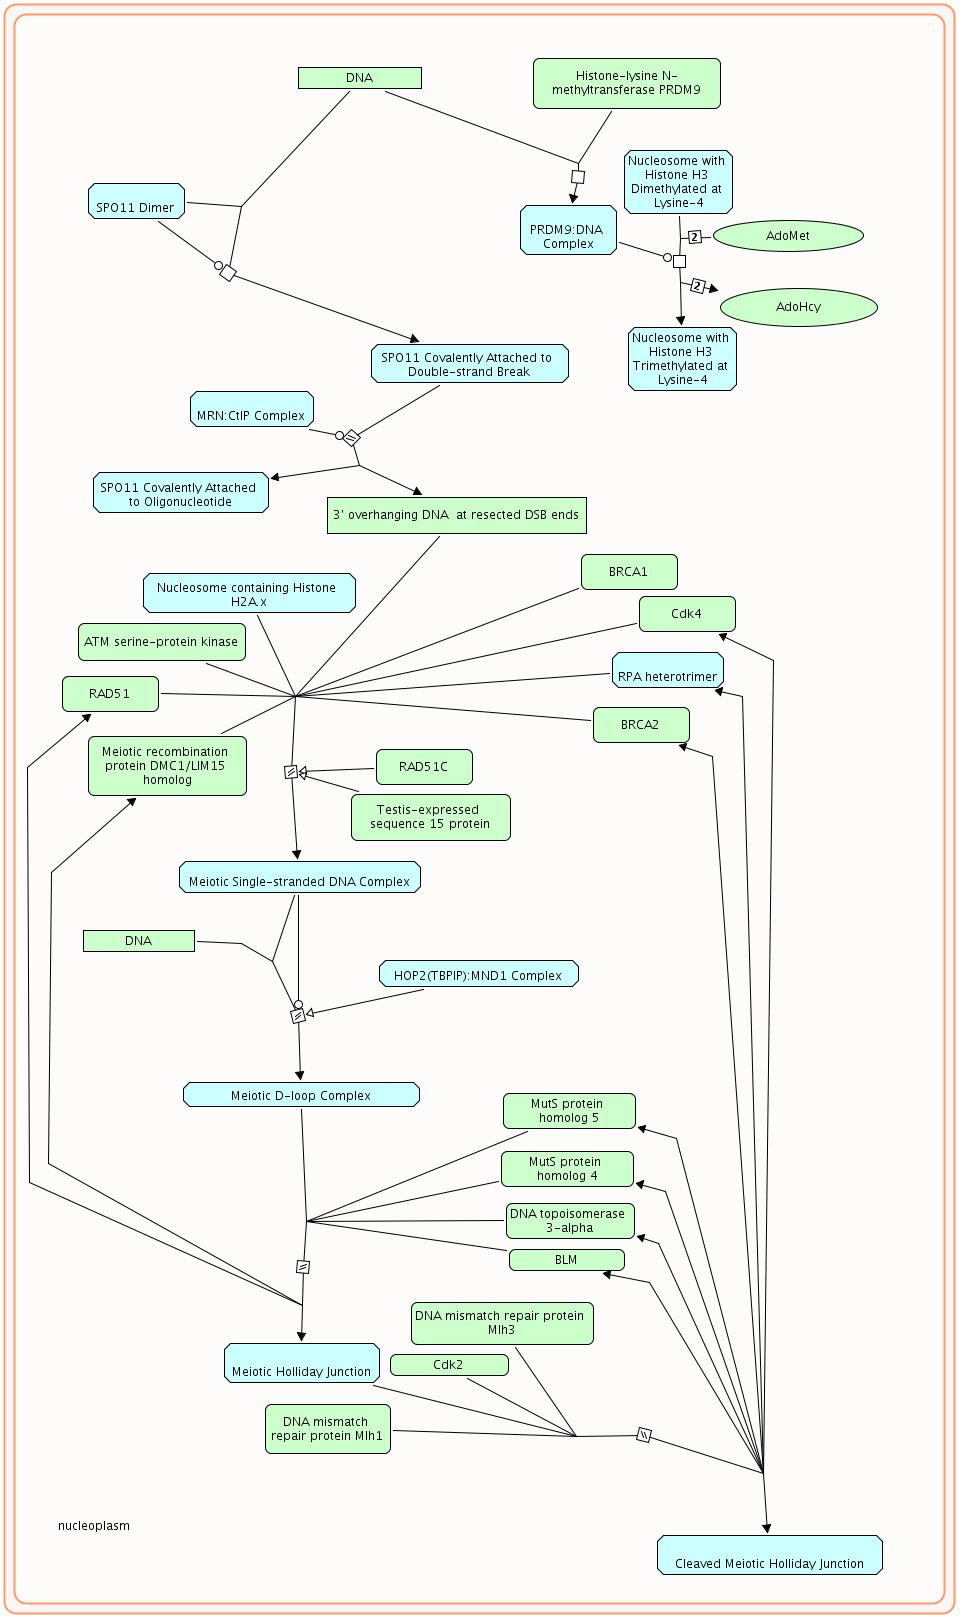 DNA
Histone-lysine N-
methyltransferase PRDM9
Nucleosome with
Histone H3
Dimethylated at
Lysine-4
SPO11 Dimer
PRDM9:DNA
Complex
2
AdoMet
2
AdoHcy
Nucleosome with
Histone H3
Trimethylated at
Lysine-4
SPO11 Covalently Attached to
Double-strand Break
MRN:CtIP Complex
SPO11 Covalently Attached
to Oligonucleotide
3' overhanging DNA at resected DSB ends
Nucleosome containing Histone
H2A.x
BRCA1
Cdk4
ATM serine-protein kinase
RPA heterotrimer
RAD51
BRCA2
Meiotic recombination
protein DMC1/LIM15
homolog
RAD51C
Testis-expressed
sequence 15 protein
Meiotic Single-stranded DNA Complex
DNA
HOP2(TBPIP):MND1 Complex
Meiotic D-loop Complex
MutS protein
homolog 5
MutS protein
homolog 4
DNA topoisomerase
3-alpha
BLM
DNA mismatch repair protein
Mlh3
Meiotic Holliday Junction
Cdk2
DNA mismatch
repair protein Mlh1
nucleoplasm
Cleaved Meiotic Holliday Junction